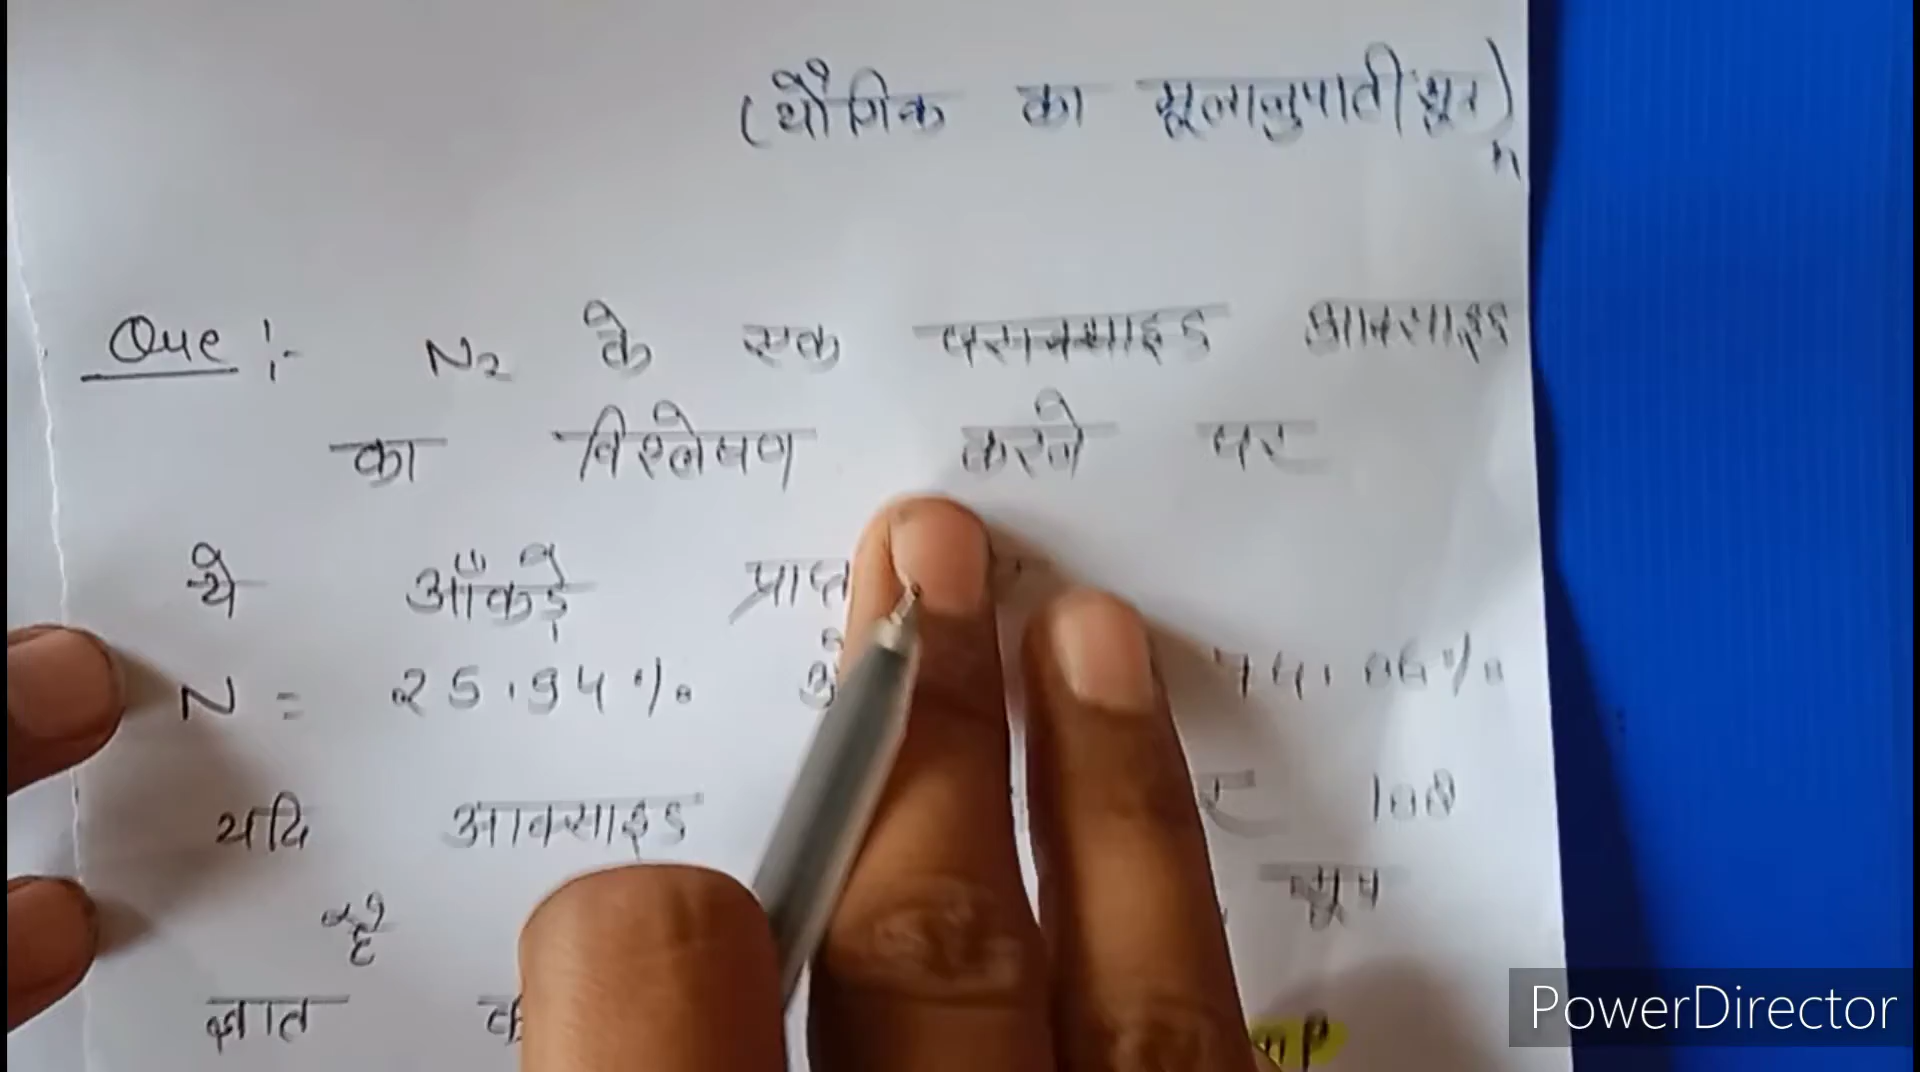 (यौगिक का मूलानुपाती सूत्र)n
Que :- N2 के एक आक्साइड
का विश्लेषण करने पर
ये आँकड़े प्राप्त
N = 25.94% 74.06%
यदि आक्साइड 108
है
ज्ञात
PowerDirector